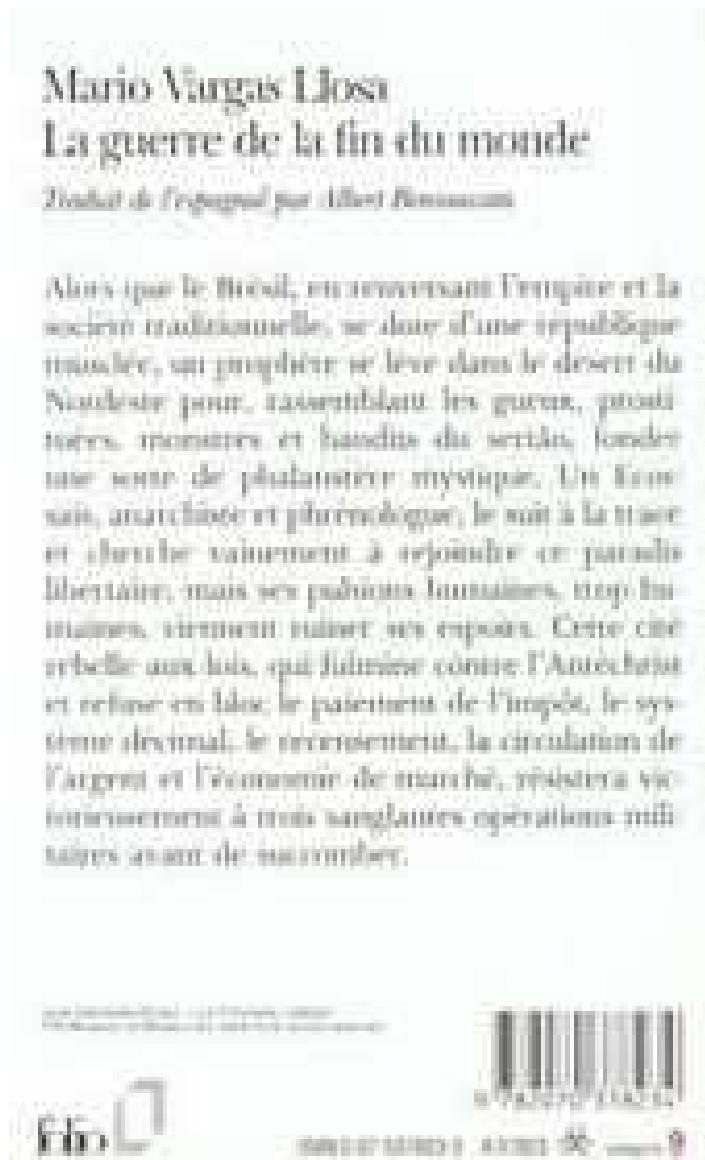 Mario Vargas Llosa
La guerre de la fin du monde
Traduit de l'espagnol par Albert Bensoussan
Alors que le Brésil, en renversant l'empire et la
société traditionnelle, se dote d'une république
musclée, un prophète se lève dans le désert du
Nordeste pour, rassemblant les gueux, prosti-
tuées, monstres et bandits du sertão, fonder
une sorte de phalanstère mystique. Un Écos-
sais, anarchiste et phrénologue, le suit à la trace
et cherche vainement à rejoindre ce paradis
libertaire, mais ses passions humaines, trop hu-
maines, viennent ruiner ses espoirs. Cette cité
rebelle aux lois, qui fulmine contre l'Antéchrist
et refuse en bloc le paiement de l'impôt, le sys-
tème décimal, le recensement, la circulation de
l'argent et l'économie de marché, résistera vic-
torieusement à trois sanglantes opérations mili-
taires avant de succomber.
folio